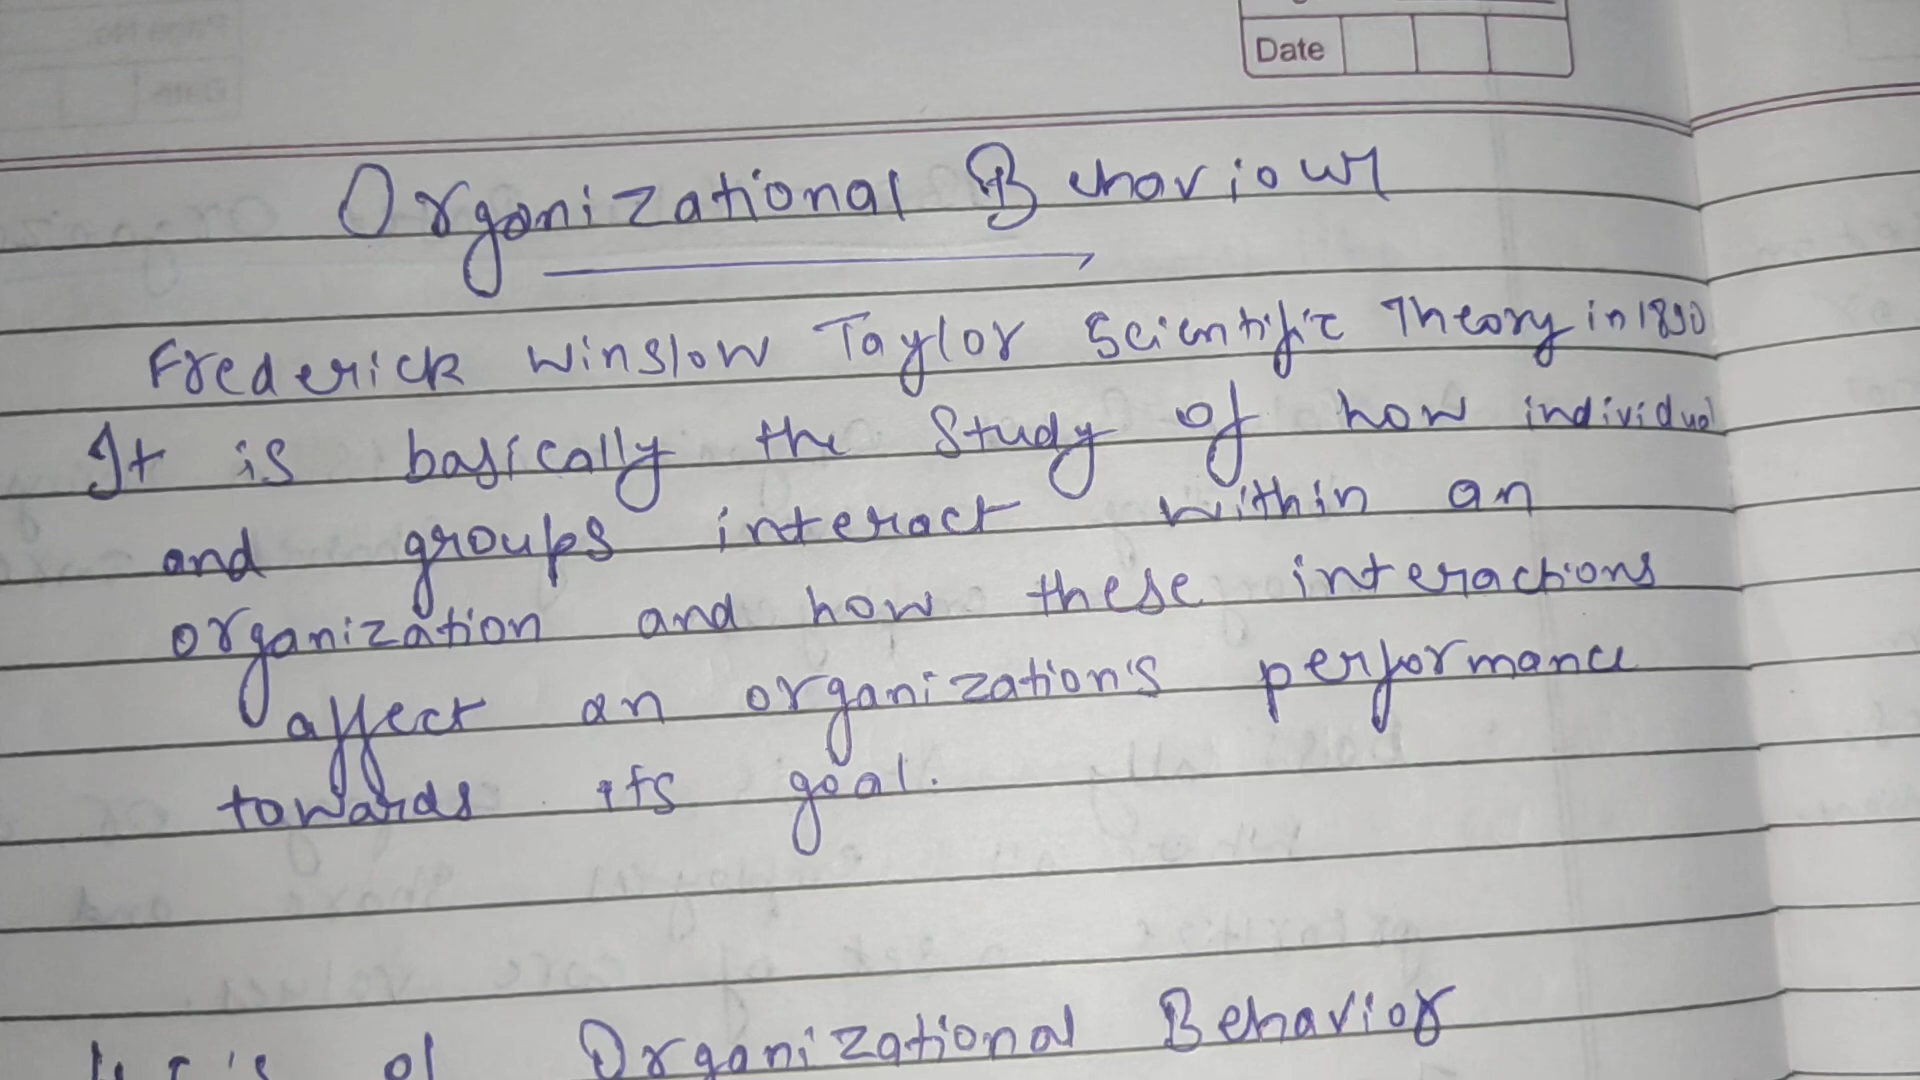 Date
Organizational Behaviour
Frederick Winslow Taylor Scientific Theory in 1890
It is basically the study of how individual
and groups interact within an
organization and how these interactions
affect an organization's performance
towards its goal.
of Organizational Behavior